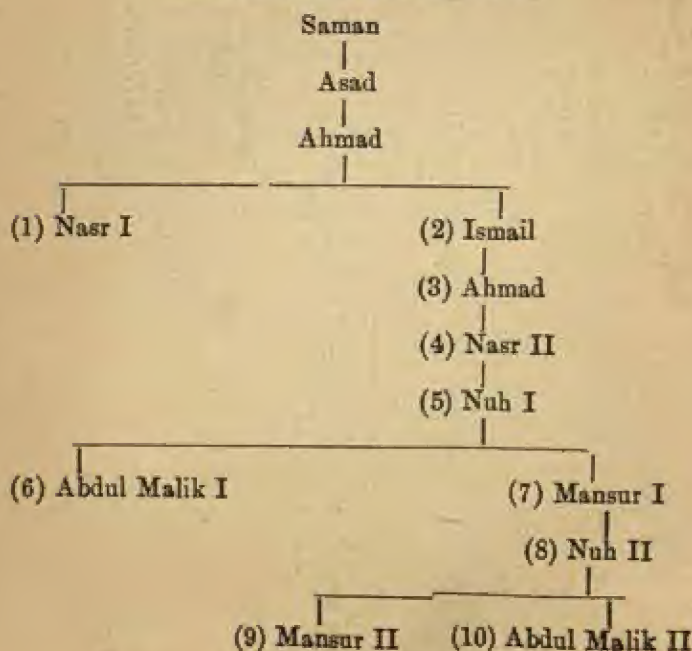 Saman
Asad
Ahmad
(1) Nasr I (2) Ismail
(3) Ahmad
(4) Nasr II
(5) Nuh I
(6) Abdul Malik I (7) Mansur I
(8) Nuh II
(9) Mansur II (10) Abdul Malik II